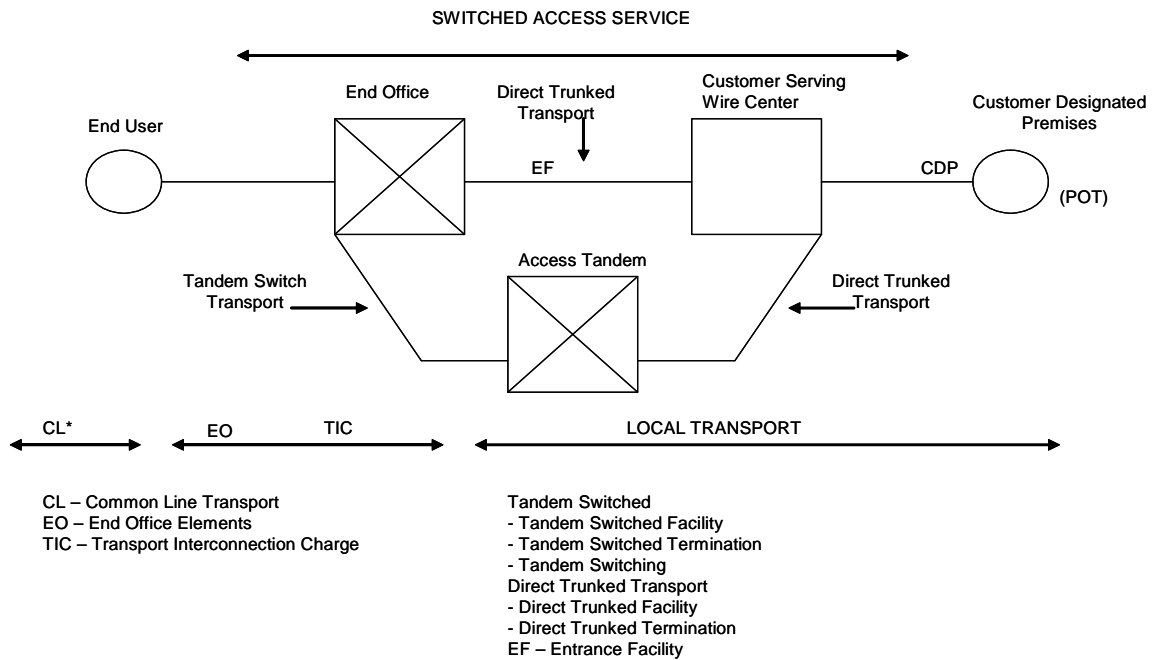 SWITCHED ACCESS SERVICE
End User
End Office
Direct Trunked
Transport
Customer Serving
Wire Center
Customer Designated
Premises
EF
CDP
(POT)
Tandem Switch
Transport
Access Tandem
Direct Trunked
Transport
CL*
EO
TIC
LOCAL TRANSPORT
CL – Common Line Transport
EO – End Office Elements
TIC – Transport Interconnection Charge
Tandem Switched
- Tandem Switched Facility
- Tandem Switched Termination
- Tandem Switching
Direct Trunked Transport
- Direct Trunked Facility
- Direct Trunked Termination
EF – Entrance Facility